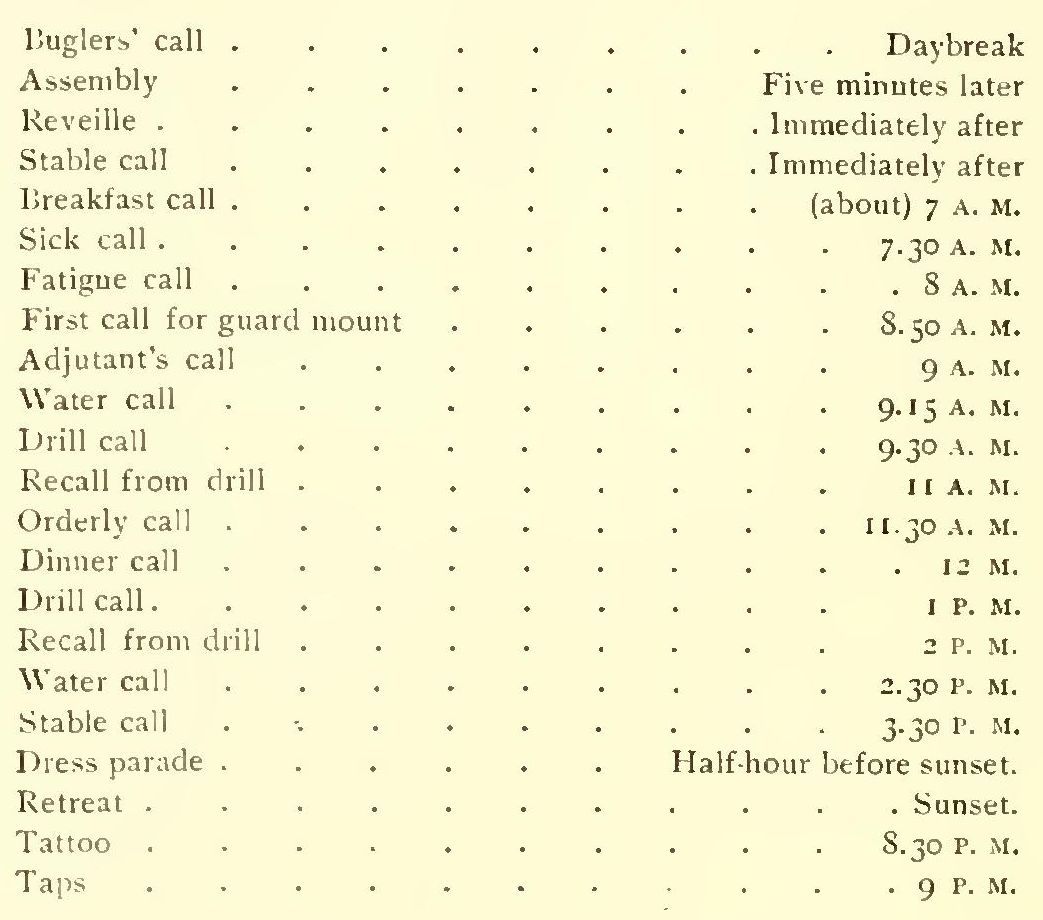 Buglers' call . . . . . . . . . Daybreak
Assembly . . . . . . . Five minutes later
Reveille . . . . . . . . . Immediately after
Stable call . . . . . . . . Immediately after
Breakfast call . . . . . . . . (about) 7 A. M.
Sick call . . . . . . . . . . 7.30 A. M.
Fatigue call . . . . . . . . . . 8 A. M.
First call for guard mount . . . . . . 8.50 A. M.
Adjutant's call . . . . . . . . 9 A. M.
Water call . . . . . . . . . 9.15 A. M.
Drill call . . . . . . . . . 9.30 A. M.
Recall from drill . . . . . . . . 11 A. M.
Orderly call . . . . . . . . . 11.30 A. M.
Dinner call . . . . . . . . . . 12 M.
Drill call . . . . . . . . . . 1 P. M.
Recall from drill . . . . . . . . 2 P. M.
Water call . . . . . . . . . 2.30 P. M.
Stable call . . . . . . . . . 3.30 P. M.
Dress parade . . . . . . Half-hour before sunset.
Retreat . . . . . . . . . . . Sunset.
Tattoo . . . . . . . . . . 8.30 P. M.
Taps . . . . . . . . . . . 9 P. M.